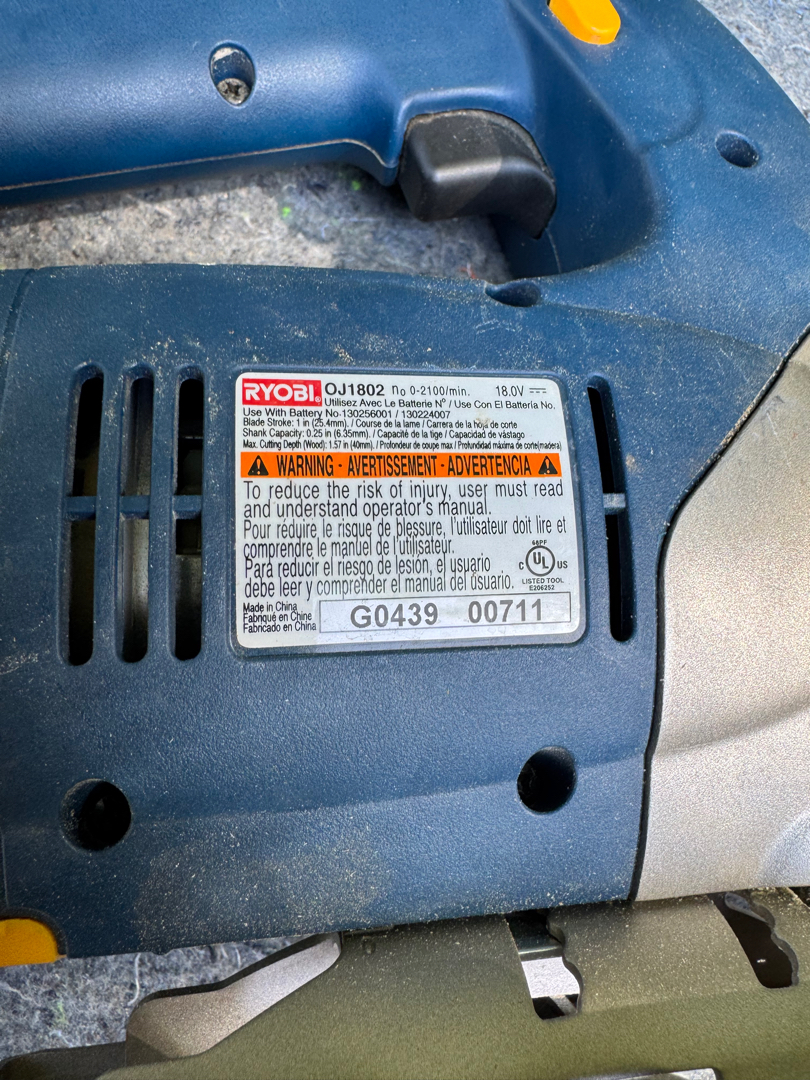 RYOBI® OJ1802 no 0-2100/min. 18.0V ⎓
Utilisez Avec Le Batterie Nº / Use Con El Batería No.
Use With Battery No·130256001 / 130224007
Blade Stroke: 1 in (25.4mm). / Course de la lame / Carrera de la hoja de corte
Shank Capacity: 0.25 in (6.35mm). / Capacité de la tige / Capacidad de vástago
Max. Cutting Depth (Wood): 1.57 in (40mm). / Profondeur de coupe max / Profundidad máxima de corte(madera)
WARNING - AVERTISSEMENT - ADVERTENCIA
To reduce the risk of injury, user must read
and understand operator's manual.
Pour réduire le risque de blessure, l'utilisateur doit lire et
comprendre le manuel de l'utilisateur.
Para reducir el riesgo de lesión, el usuario
debe leer y comprender el manual del usuario.
68PF
C UL US
LISTED TOOL
E206252
Made in China
Fabriqué en Chine
Fabricado en China
G0439 00711